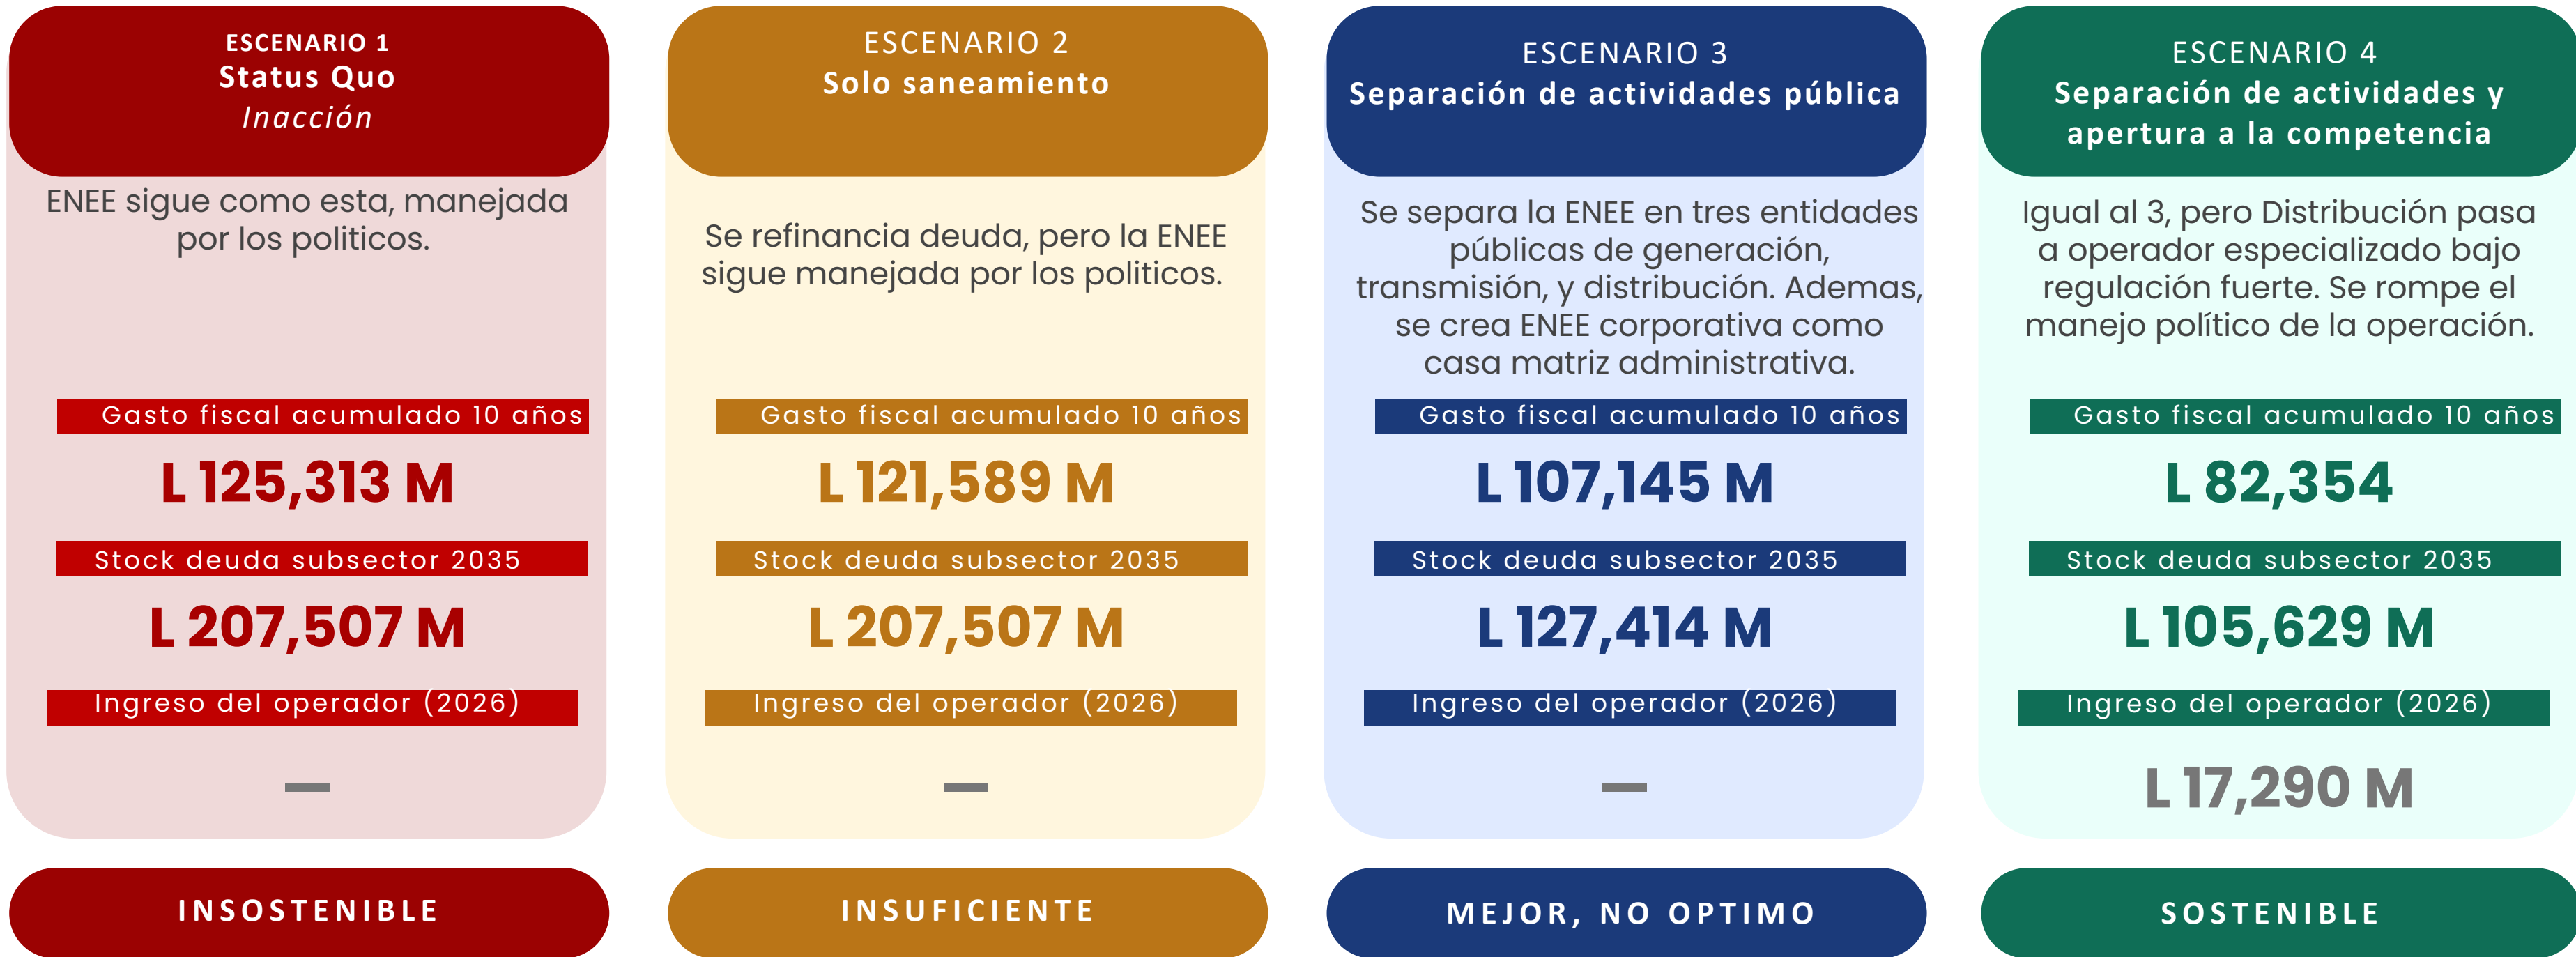 ESCENARIO 1
Status Quo
Inacción
ENEE sigue como esta, manejada
por los politicos.
Gasto fiscal acumulado 10 años
L 125,313 M
Stock deuda subsector 2035
L 207,507 M
Ingreso del operador (2026)
—
INSOSTENIBLE
ESCENARIO 2
Solo saneamiento
Se refinancia deuda, pero la ENEE
sigue manejada por los politicos.
Gasto fiscal acumulado 10 años
L 121,589 M
Stock deuda subsector 2035
L 207,507 M
Ingreso del operador (2026)
—
INSUFICIENTE
ESCENARIO 3
Separación de actividades pública
Se separa la ENEE en tres entidades
públicas de generación,
transmisión, y distribución. Ademas,
se crea ENEE corporativa como
casa matriz administrativa.
Gasto fiscal acumulado 10 años
L 107,145 M
Stock deuda subsector 2035
L 127,414 M
Ingreso del operador (2026)
—
MEJOR, NO OPTIMO
ESCENARIO 4
Separación de actividades y
apertura a la competencia
Igual al 3, pero Distribución pasa
a operador especializado bajo
regulación fuerte. Se rompe el
manejo político de la operación.
Gasto fiscal acumulado 10 años
L 82,354
Stock deuda subsector 2035
L 105,629 M
Ingreso del operador (2026)
L 17,290 M
SOSTENIBLE